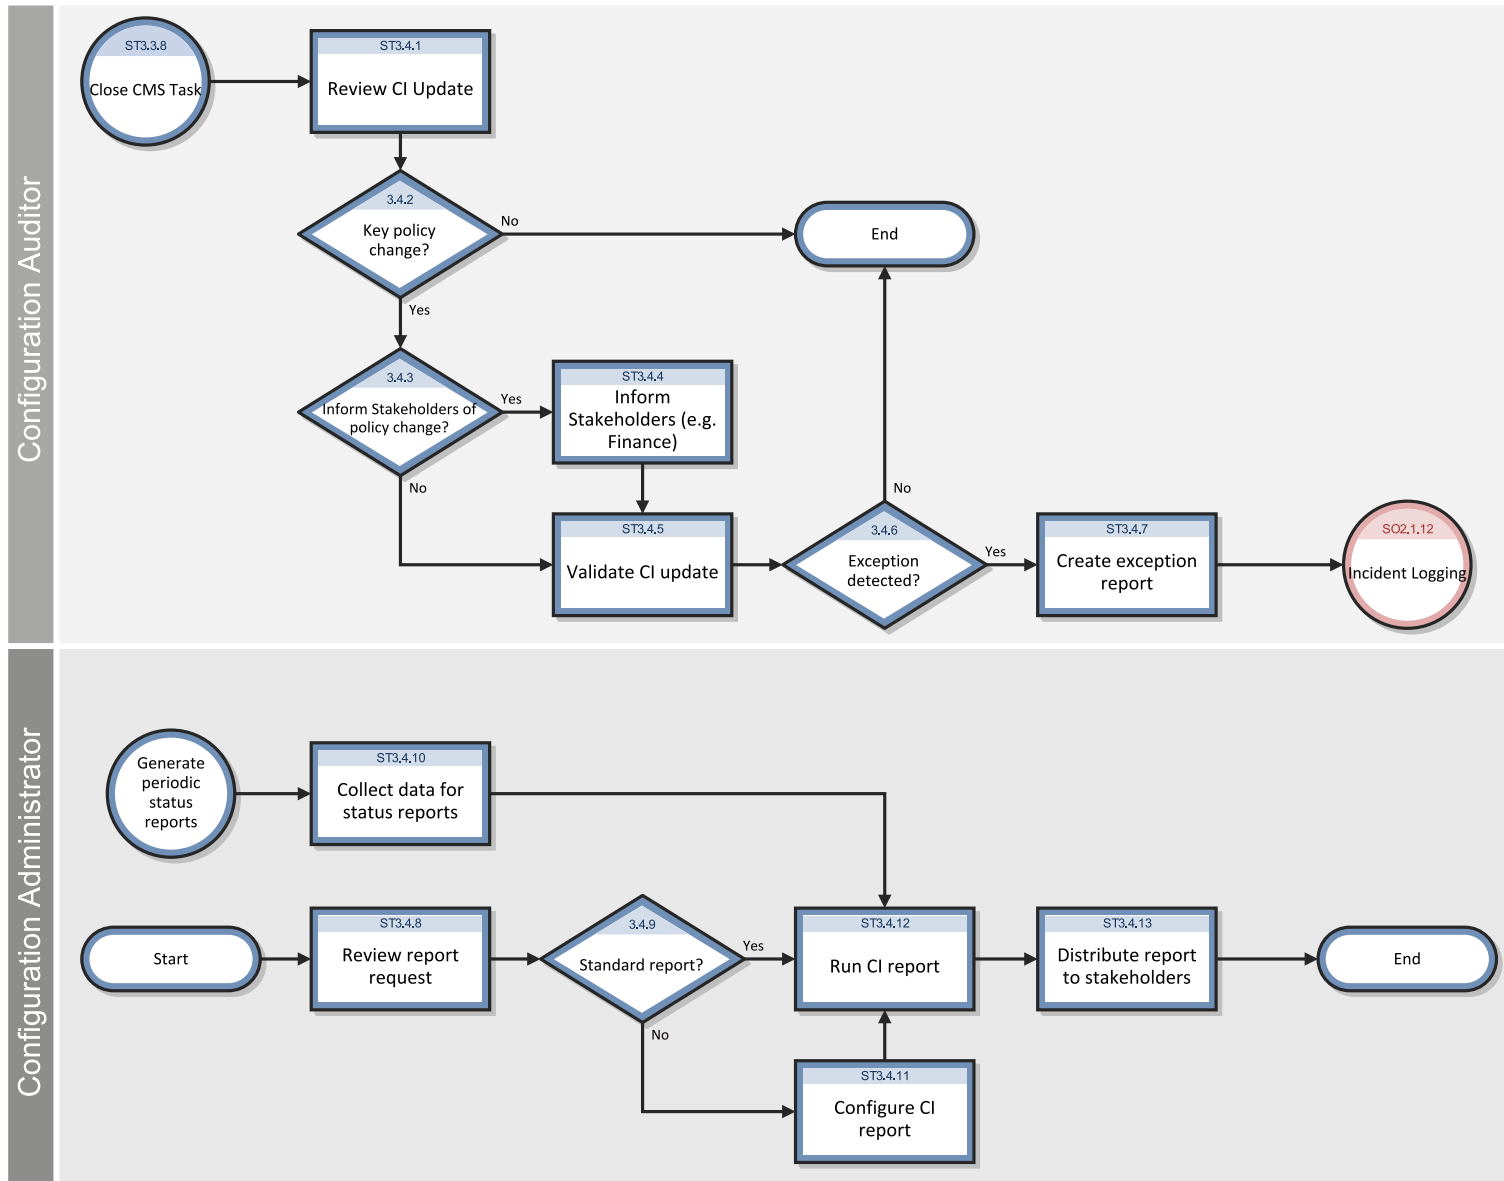 Configuration Auditor
ST3.3.8
Close CMS Task
ST3.4.1
Review CI Update
3.4.2
Key policy
change?
No
End
Yes
3.4.3
Inform Stakeholders of
policy change?
Yes
ST3.4.4
Inform
Stakeholders (e.g.
Finance)
No
ST3.4.5
Validate CI update
No
3.4.6
Exception
detected?
Yes
ST3.4.7
Create exception
report
SO2.1.12
Incident Logging
Configuration Administrator
Generate
periodic
status
reports
ST3.4.10
Collect data for
status reports
Start
ST3.4.8
Review report
request
3.4.9
Standard report?
Yes
ST3.4.12
Run CI report
ST3.4.13
Distribute report
to stakeholders
End
No
ST3.4.11
Configure CI
report